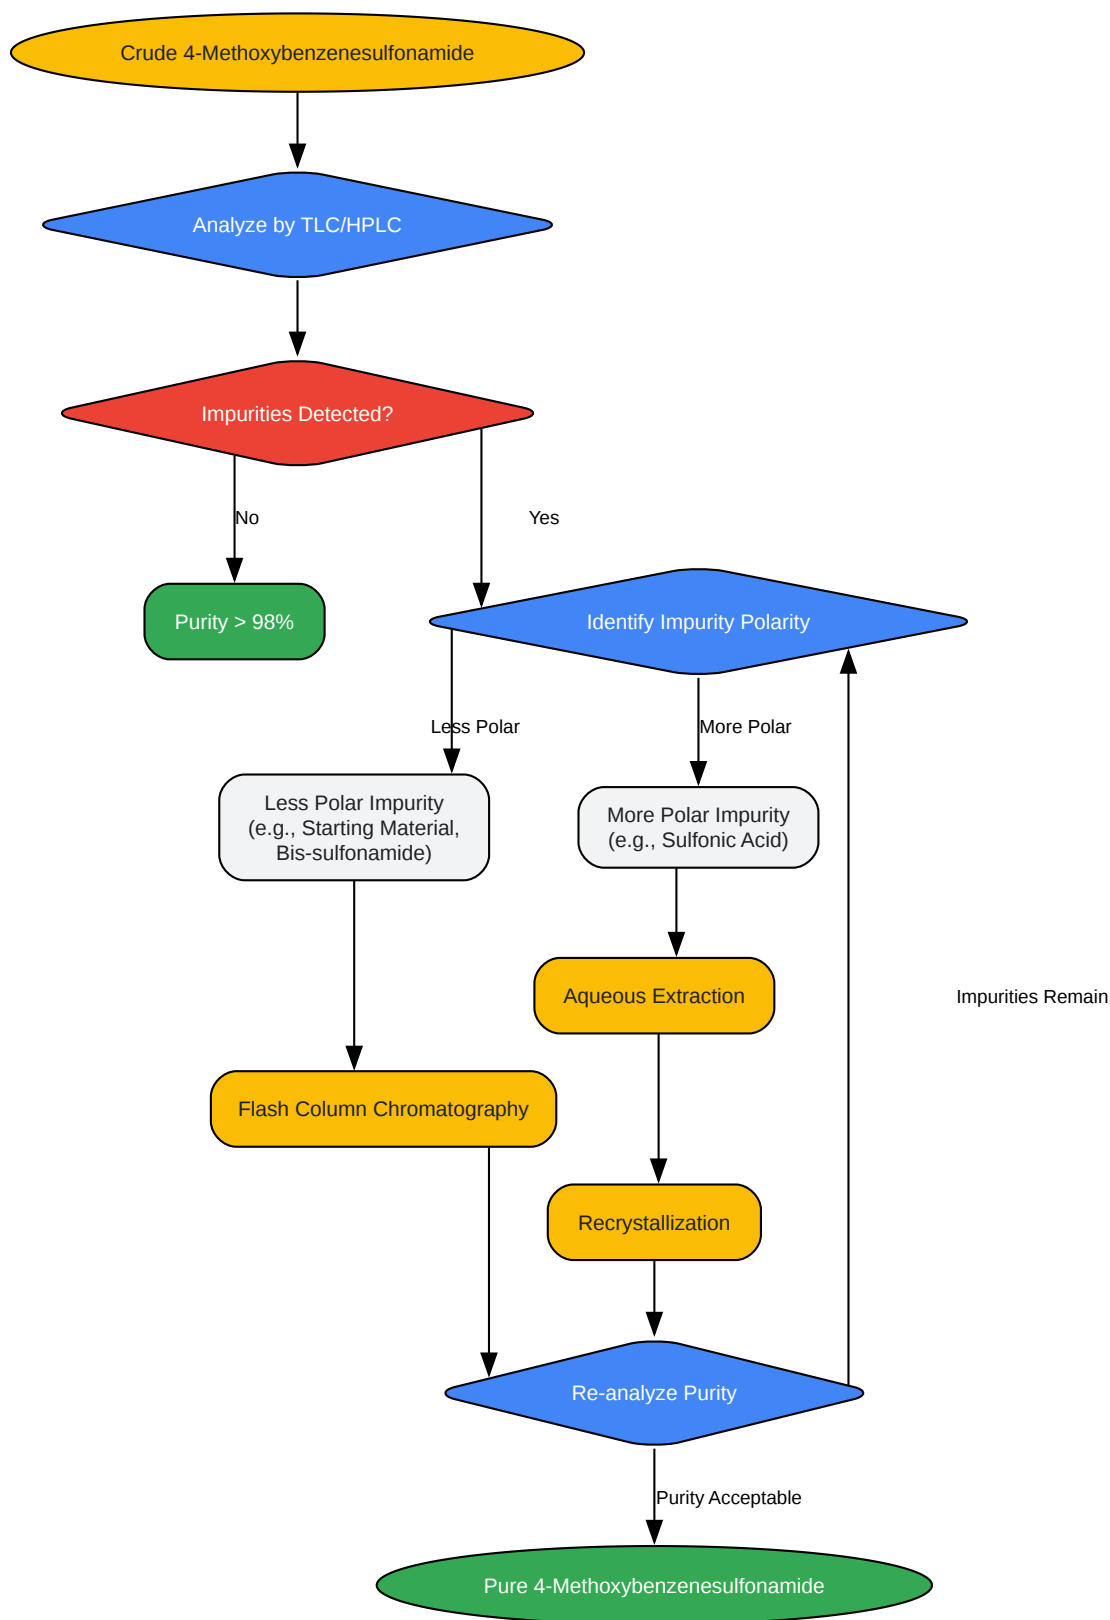 Crude 4-Methoxybenzenesulfonamide
Analyze by TLC/HPLC
Impurities Detected?
No
Yes
Purity > 98%
Identify Impurity Polarity
Less Polar
More Polar
Less Polar Impurity
(e.g., Starting Material,
Bis-sulfonamide)
More Polar Impurity
(e.g., Sulfonic Acid)
Aqueous Extraction
Impurities Remain
Flash Column Chromatography
Recrystallization
Re-analyze Purity
Purity Acceptable
Pure 4-Methoxybenzenesulfonamide